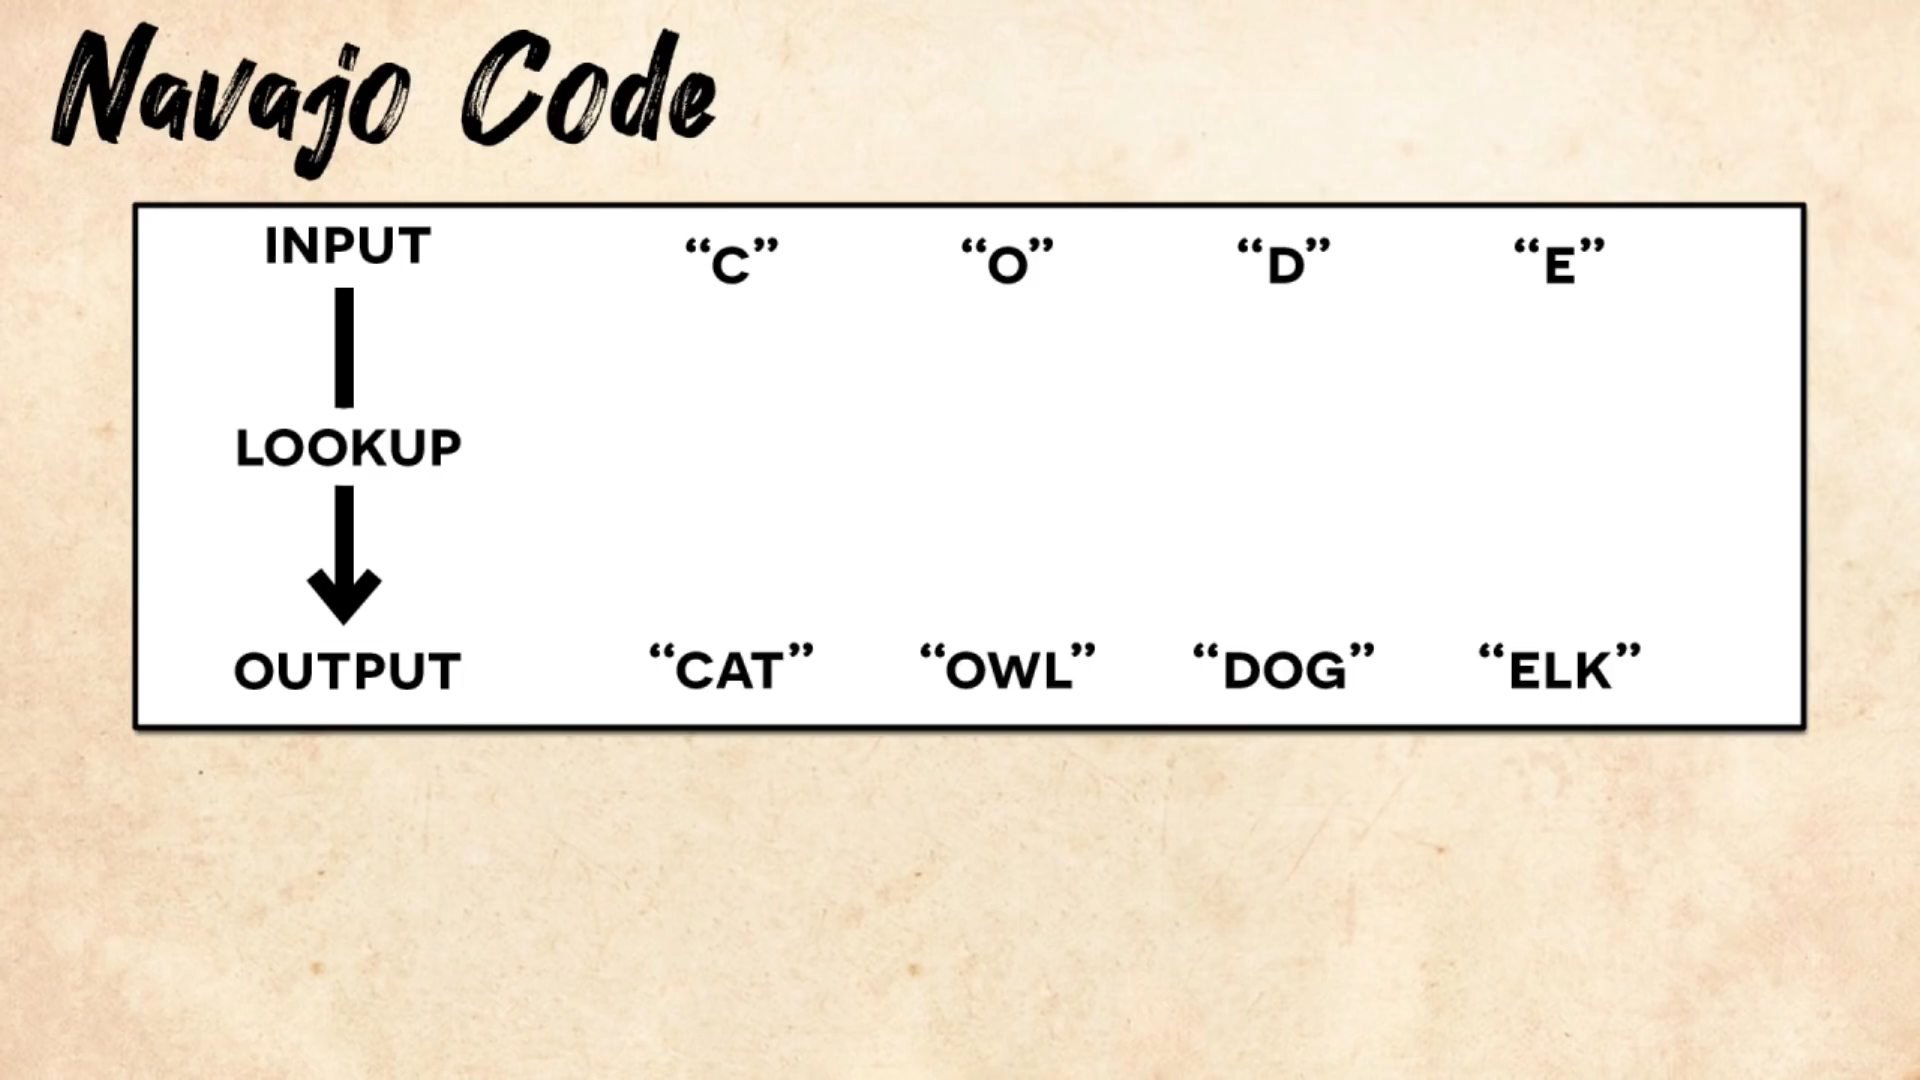 Navajo Code
INPUT “C” “O” “D” “E”
LOOKUP
OUTPUT “CAT” “OWL” “DOG” “ELK”